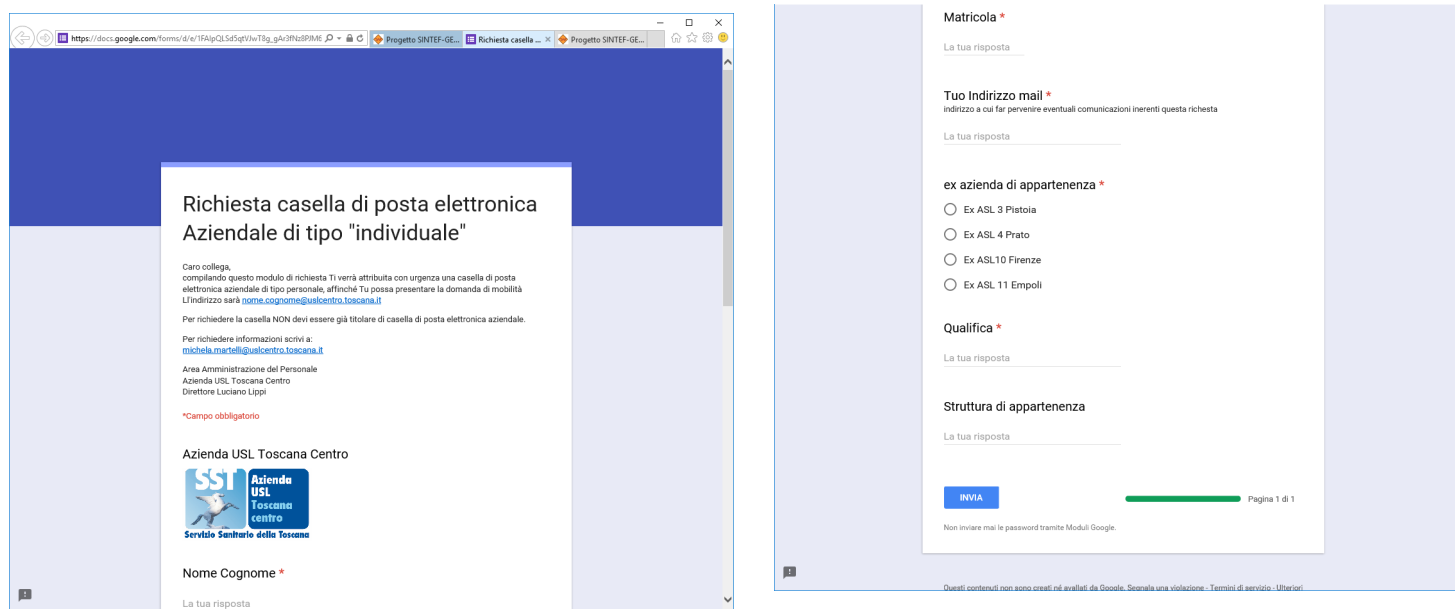 https://docs.google.com/forms/d/e/1FAIpQLSd5qtVJwT8g_gAr3fNz8PJM6
Progetto SINTEF-GE...
Richiesta casella ...
Progetto SINTEF-GE...
Richiesta casella di posta elettronica
Aziendale di tipo "individuale"
Caro collega,
compilando questo modulo di richiesta Ti verrà attribuita con urgenza una casella di posta
elettronica aziendale di tipo personale, affinché Tu possa presentare la domanda di mobilità
Ll'indirizzo sarà nome.cognome@uslcentro.toscana.it
Per richiedere la casella NON devi essere già titolare di casella di posta elettronica aziendale.
Per richiedere informazioni scrivi a:
michela.martelli@uslcentro.toscana.it
Area Amministrazione del Personale
Azienda USL Toscana Centro
Direttore Luciano Lippi
*Campo obbligatorio
Azienda USL Toscana Centro
SST
Azienda
USL
Toscana
centro
Servizio Sanitario della Toscana
Nome Cognome *
La tua risposta
Matricola *
La tua risposta
Tuo Indirizzo mail *
indirizzo a cui far pervenire eventuali comunicazioni inerenti questa richesta
La tua risposta
ex azienda di appartenenza *
Ex ASL 3 Pistoia
Ex ASL 4 Prato
Ex ASL10 Firenze
Ex ASL 11 Empoli
Qualifica *
La tua risposta
Struttura di appartenenza
La tua risposta
INVIA
Pagina 1 di 1
Non inviare mai le password tramite Moduli Google.
Questi contenuti non sono creati né avallati da Google. Segnala una violazione - Termini di servizio - Ulteriori